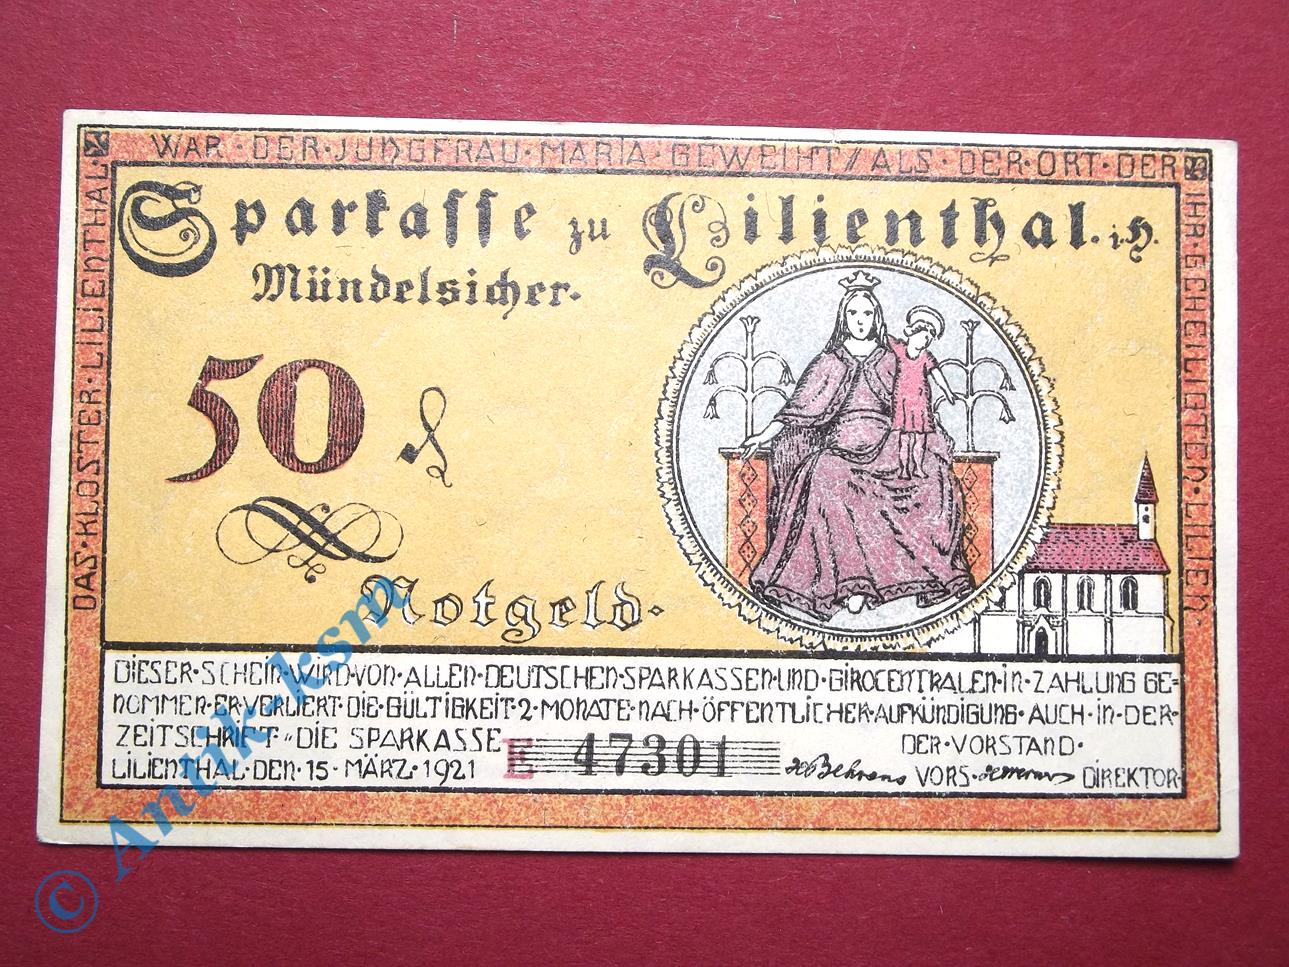 DAS·KLOSTER·LILIENTHAL·
WAR·DER·JUNGFRAU·MARIA·GEWEIHT/ALS·DER·ORT·DER
IHR·GEHEILIGTEN·LILIEN·
Sparkasse zu Lilienthal. i.H.
Mündelsicher.
50 ₰
Notgeld.
DIESER·SCHEIN·WIRD·VON·ALLEN·DEUTSCHEN·SPARKASSEN·UND·GIROCENTRALEN·IN·ZAHLUNG GE=
NOMMEN·ER·VERLIERT·DIE·GÜLTIGKEIT·2·MONATE·NACH·ÖFFENTLICHER·AUFKÜNDIGUNG·AUCH·IN·DER·
ZEITSCHRIFT·„DIE SPARKASSE
DER·VORSTAND·
LILIENTHAL·DEN·15·MÄRZ·1921 E 47301 Behrens VORS· DIREKTOR·
© Antik-ksm